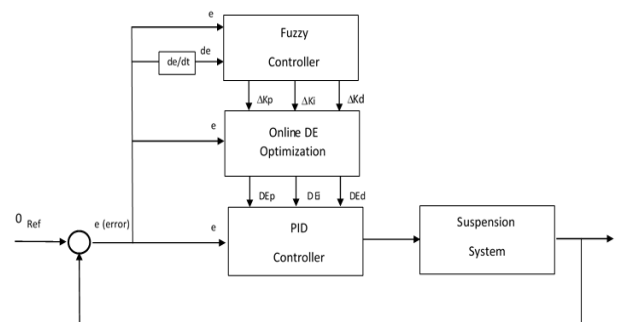 e
Fuzzy
Controller
de/dt
de
ΔKp
ΔKi
ΔKd
e
Online DE
Optimization
DEp
DEi
DEd
0 Ref
e (error)
e
PID
Controller
Suspension
System